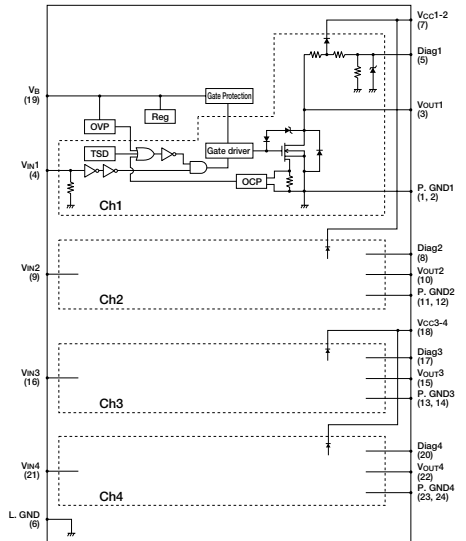 VCC1-2
(7)
Diag1
(5)
VB
(19)
Gate Protection
Reg
OVP
VOUT1
(3)
TSD
Gate driver
VIN1
(4)
OCP
P. GND1
(1, 2)
Ch1
Diag2
(8)
VIN2
(9)
VOUT2
(10)
P. GND2
(11, 12)
Ch2
VCC3-4
(18)
Diag3
(17)
VIN3
(16)
VOUT3
(15)
P. GND3
(13, 14)
Ch3
Diag4
(20)
VIN4
(21)
VOUT4
(22)
P. GND4
(23, 24)
Ch4
L. GND
(6)